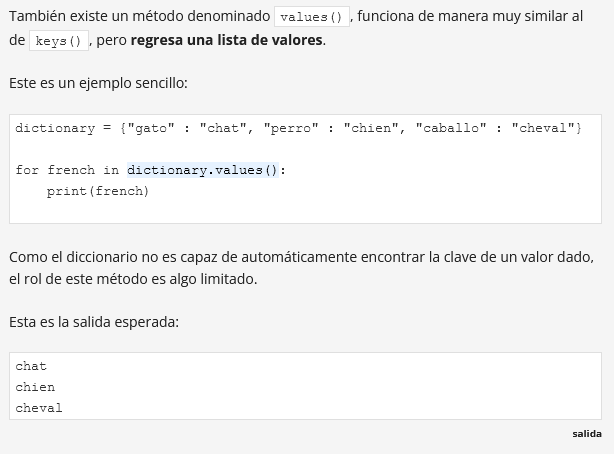 También existe un método denominado values(), funciona de manera muy similar al
de keys(), pero regresa una lista de valores.
Este es un ejemplo sencillo:
dictionary = {"gato" : "chat", "perro" : "chien", "caballo" : "cheval"}
for french in dictionary.values():
    print(french)
Como el diccionario no es capaz de automáticamente encontrar la clave de un valor dado,
el rol de este método es algo limitado.
Esta es la salida esperada:
chat
chien
cheval
salida